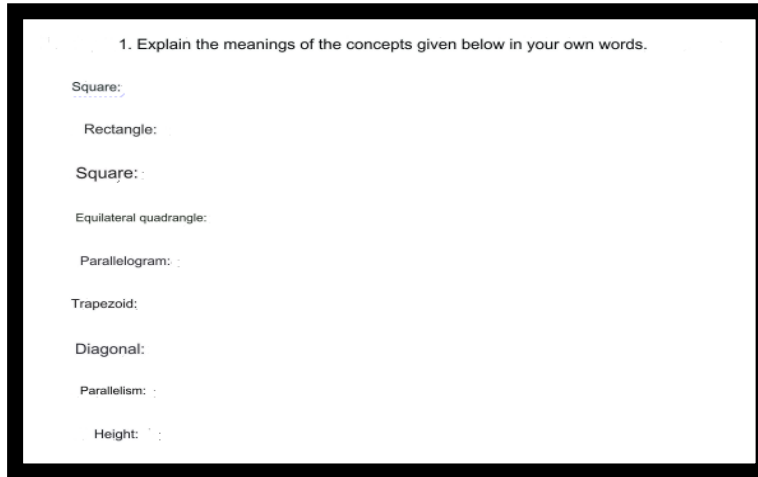 1. Explain the meanings of the concepts given below in your own words.
Square:
Rectangle:
Square:
Equilateral quadrangle:
Parallelogram:
Trapezoid:
Diagonal:
Parallelism:
Height: